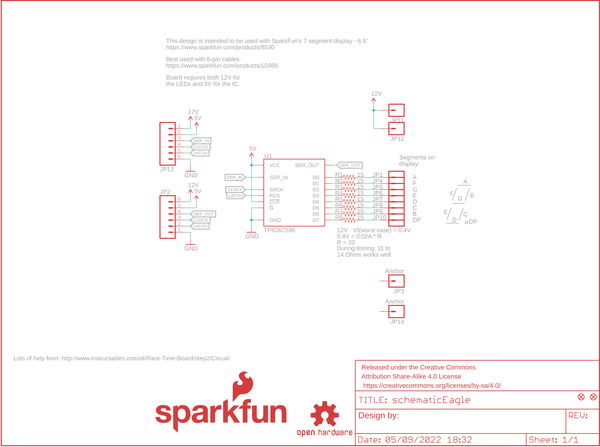 This design is intended to be used with SparkFun's 7-segment display - 6.5"
https://www.sparkfun.com/products/8530
Best used with 6-pin cables
https://www.sparkfun.com/products/10366
Board requires both 12V for
the LEDs and 5V for the IC.
12V
JP11
JP12
12V
5V
SER_IN
CLOCK
LATCH
JP13
GND
5V
U1
VCC
SER_OUT
SER_OUT
SER_IN
SER_IN
CLOCK
SRCK
LATCH
RCK
CLR
G
GND
D0
D1
D2
D3
D4
D5
D6
D7
TPIC6C596
GND
Segments on
display
R1 15 JP1 A
JP4 F
JP5 G
JP6 E
JP7 D
JP8 C
JP9 B
R8 15 JP10 DP
A
F
B
G
E
C
D
DP
12V
5V
JP2
SER_OUT
CLOCK
LATCH
GND
12V - Vf(worst case) = 0.4V
0.4V = 0.02A * R
R = 20
During testing, 11 to
14 Ohms works well
Anchor
JP3
Anchor
JP14
Lots of help from: http://www.instructables.com/id/Race-Time-Board/step2/Circuit/
Released under the Creative Commons
Attribution Share-Alike 4.0 License
https://creativecommons.org/licenses/by-sa/4.0/
TITLE: schematicEagle
Design by:
REV:
Date: 05/09/2022 18:32
Sheet: 1/1
sparkfun
open hardware